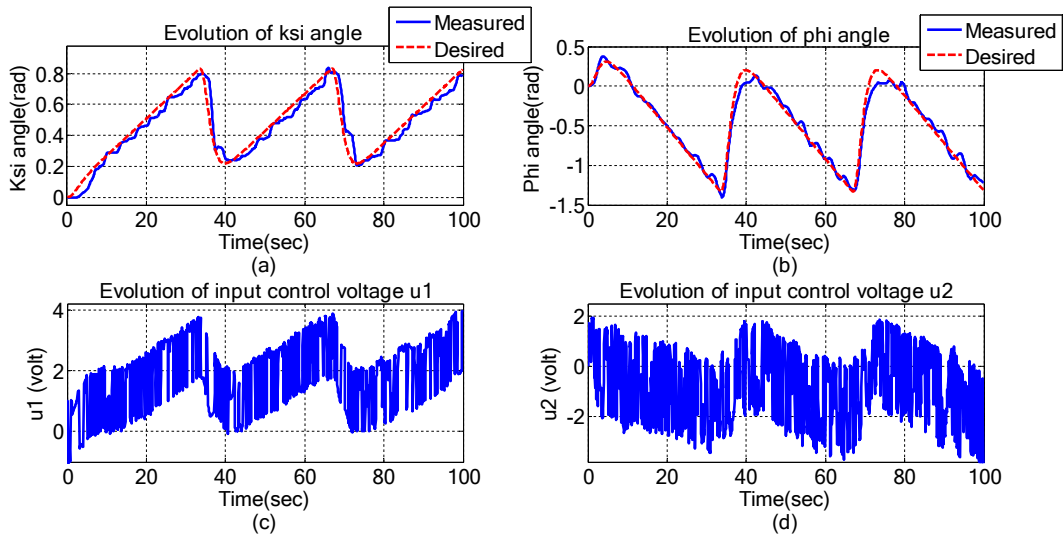 Evolution of ksi angle
Measured
Desired
Ksi angle(rad)
0.8
0.6
0.4
0.2
0
0 20 40 60 80 100
Time(sec)
(a)
Evolution of phi angle
Measured
Desired
Phi angle(rad)
0.5
0
-0.5
-1
-1.5
0 20 40 60 80 100
Time(sec)
(b)
Evolution of input control voltage u1
u1 (volt)
4
2
0
0 20 40 60 80 100
Time(sec)
(c)
Evolution of input control voltage u2
u2 (volt)
2
0
-2
0 20 40 60 80 100
Time(sec)
(d)